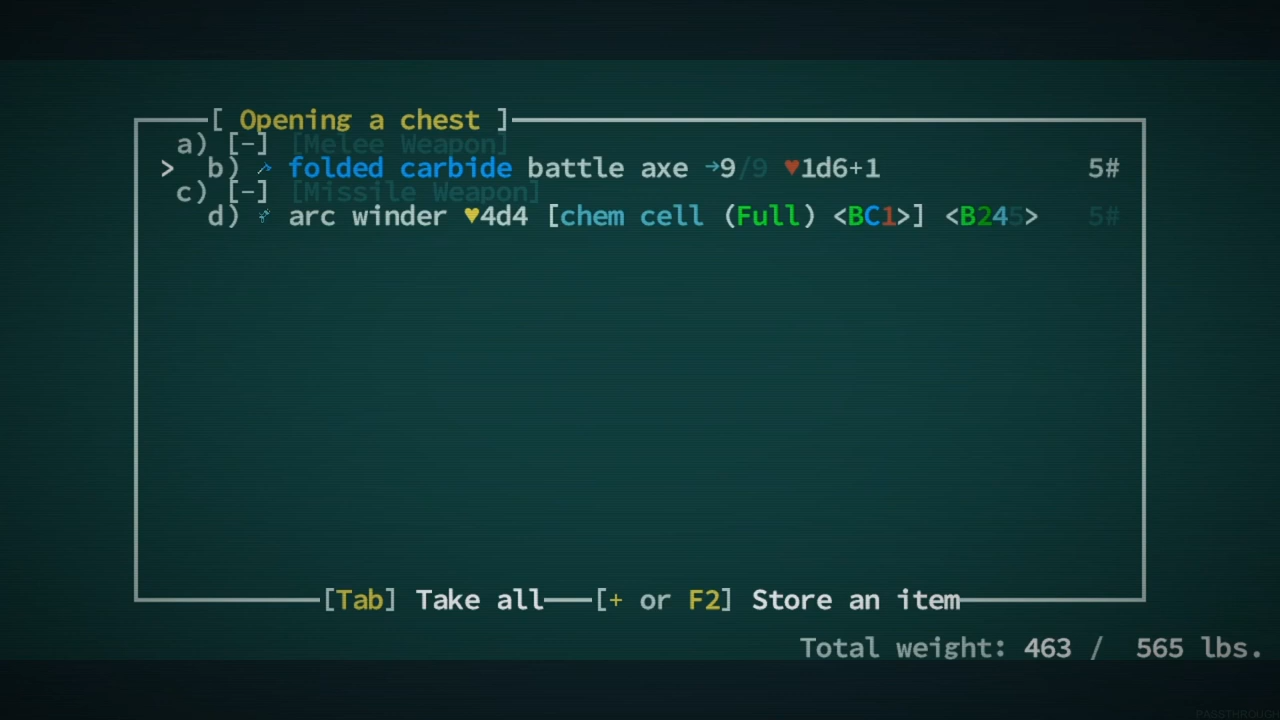 [ Opening a chest ]
a) [-] [Melee Weapon]
> b) folded carbide battle axe →9/9 ♥1d6+1 5#
c) [-] [Missile Weapon]
d) arc winder ♥4d4 [chem cell (Full) <BC1>] <B245> 5#
[Tab] Take all [+ or F2] Store an item
Total weight: 463 / 565 lbs.
PASSTHROUGH